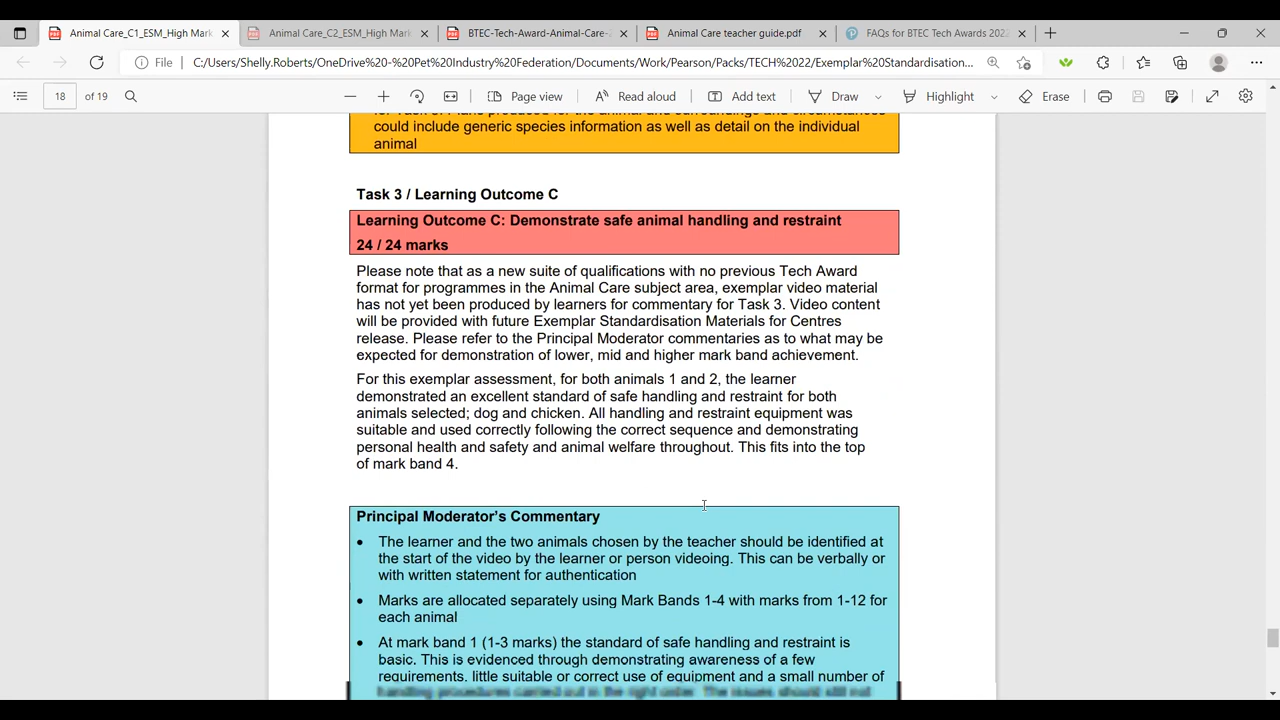 Animal Care_C1_ESM_High Mark
Animal Care_C2_ESM_High Mark
BTEC-Tech-Award-Animal-Care-
Animal Care teacher guide.pdf
FAQs for BTEC Tech Awards 202
File
C:/Users/Shelly.Roberts/OneDrive%20-%20Pet%20Industry%20Federation/Documents/Work/Pearson/Packs/TECH%2022/Exemplar%20Standardisation...
18 of 19
Page view
Read aloud
Add text
Draw
Highlight
Erase
could include generic species information as well as detail on the individual
animal
Task 3 / Learning Outcome C
Learning Outcome C: Demonstrate safe animal handling and restraint
24 / 24 marks
Please note that as a new suite of qualifications with no previous Tech Award
format for programmes in the Animal Care subject area, exemplar video material
has not yet been produced by learners for commentary for Task 3. Video content
will be provided with future Exemplar Standardisation Materials for Centres
release. Please refer to the Principal Moderator commentaries as to what may be
expected for demonstration of lower, mid and higher mark band achievement.
For this exemplar assessment, for both animals 1 and 2, the learner
demonstrated an excellent standard of safe handling and restraint for both
animals selected; dog and chicken. All handling and restraint equipment was
suitable and used correctly following the correct sequence and demonstrating
personal health and safety and animal welfare throughout. This fits into the top
of mark band 4.
Principal Moderator's Commentary
• The learner and the two animals chosen by the teacher should be identified at
the start of the video by the learner or person videoing. This can be verbally or
with written statement for authentication
• Marks are allocated separately using Mark Bands 1-4 with marks from 1-12 for
each animal
• At mark band 1 (1-3 marks) the standard of safe handling and restraint is
basic. This is evidenced through demonstrating awareness of a few
requirements, little suitable or correct use of equipment and a small number of